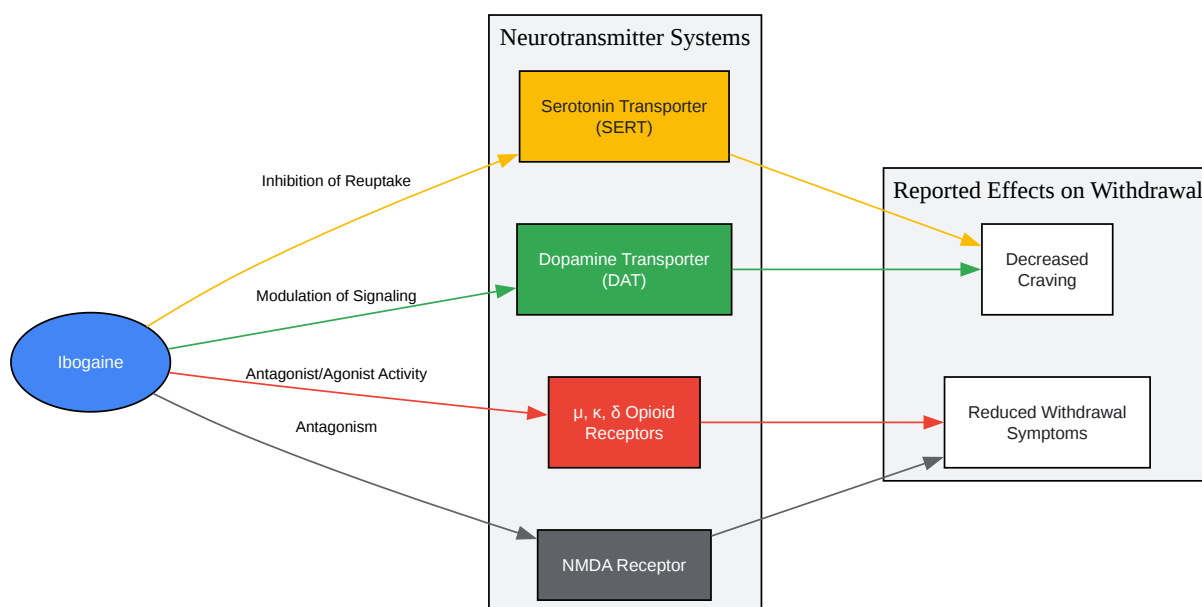 Neurotransmitter Systems
Serotonin Transporter
(SERT)
Inhibition of Reuptake
Reported Effects on Withdrawal
Dopamine Transporter
(DAT)
Decreased
Craving
Modulation of Signaling
Ibogaine
Antagonist/Agonist Activity
μ, κ, δ Opioid
Receptors
Reduced Withdrawal
Symptoms
Antagonism
NMDA Receptor